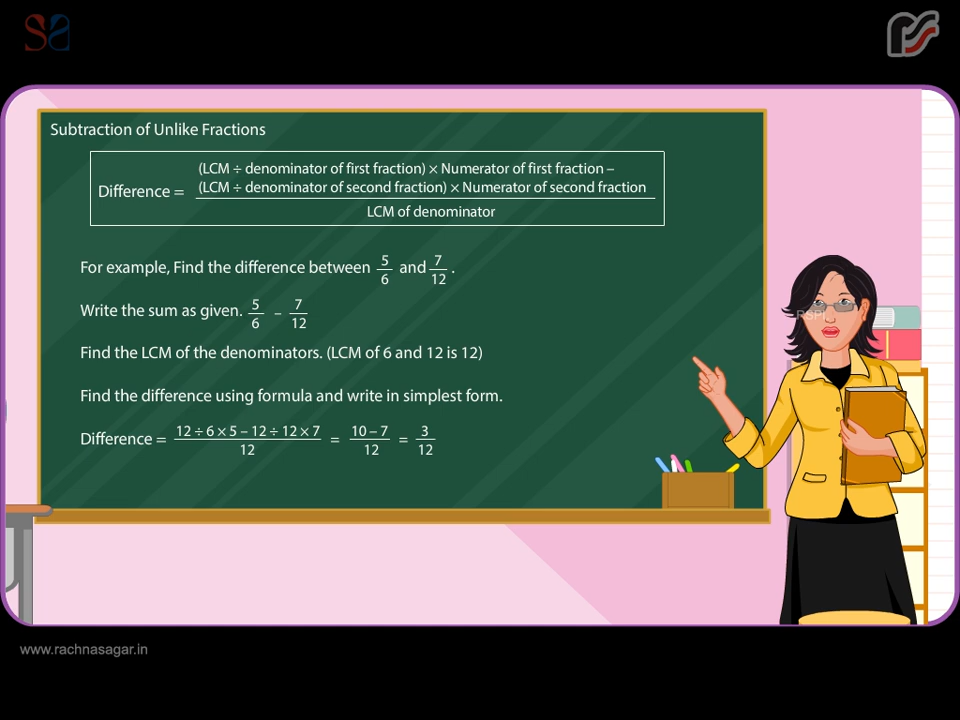 Subtraction of Unlike Fractions
(LCM ÷ denominator of first fraction) × Numerator of first fraction –
Difference = (LCM ÷ denominator of second fraction) × Numerator of second fraction
LCM of denominator
For example, Find the difference between 5/6 and 7/12 .
Write the sum as given. 5/6 – 7/12
Find the LCM of the denominators. (LCM of 6 and 12 is 12)
Find the difference using formula and write in simplest form.
Difference = 12 ÷ 6 × 5 – 12 ÷ 12 × 7/12 = 10 – 7/12 = 3/12
RSPL
www.rachnasagar.in